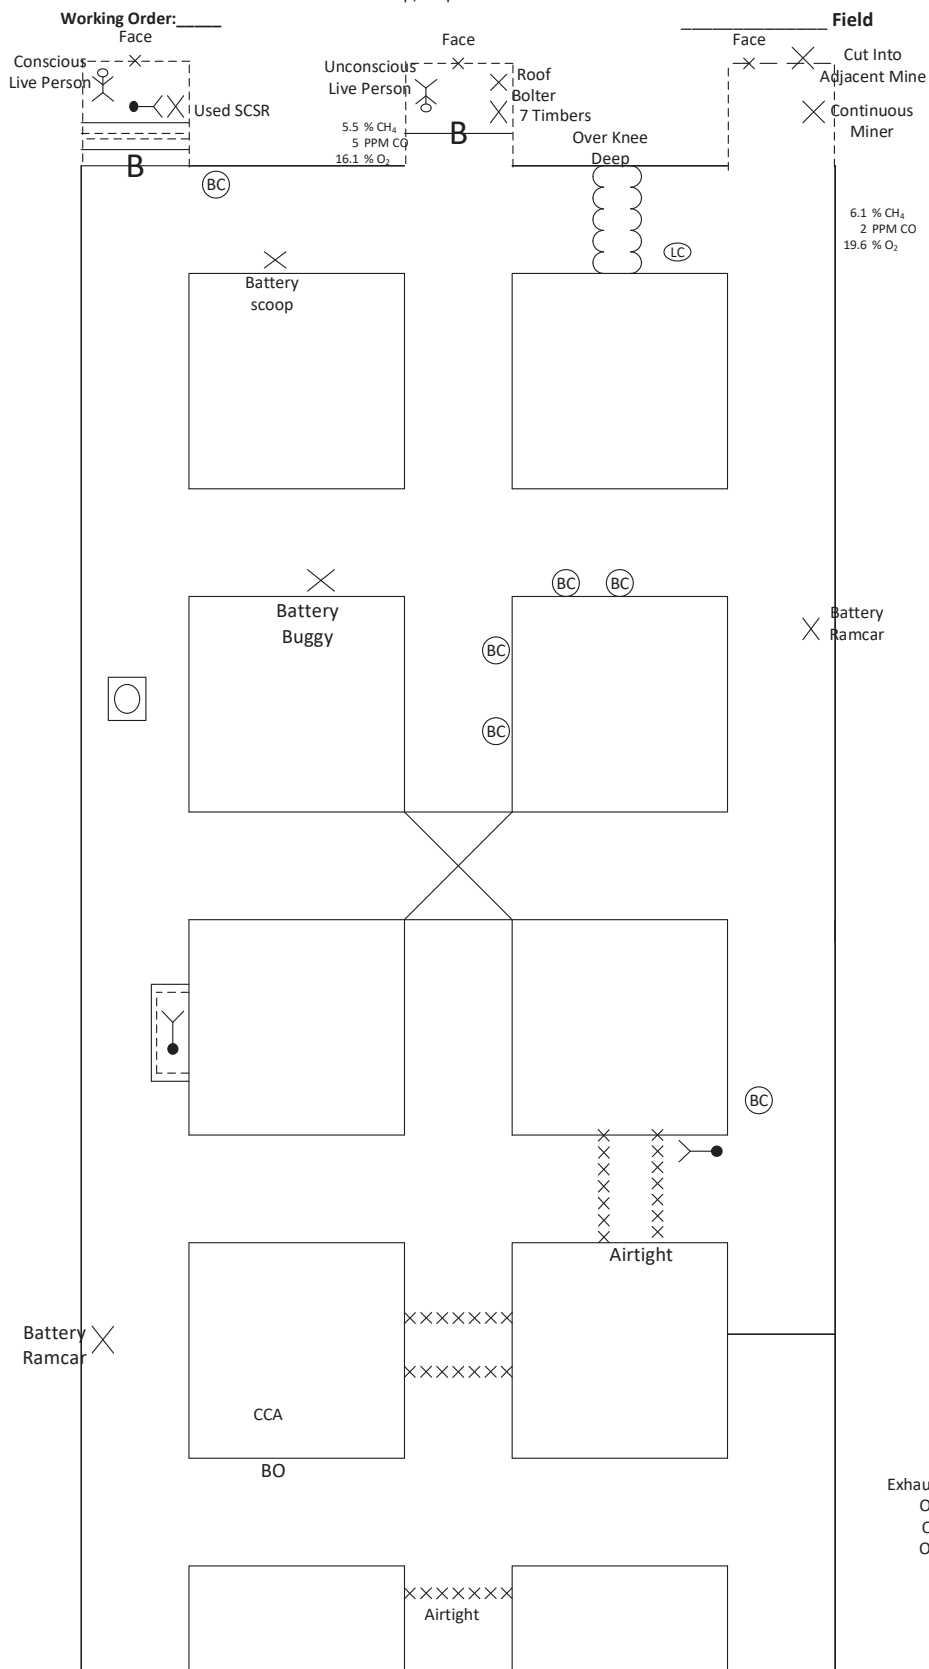 Working Order:_____
________________ Field
Face
Face
Face
Conscious
Live Person
Used SCSR
Unconscious
Live Person
Roof
Bolter
7 Timbers
Cut Into
Adjacent Mine
Continuous
Miner
5.5 % CH₄
5 PPM CO
16.1 % O₂
B
B
Over Knee
Deep
BC
6.1 % CH₄
2 PPM CO
19.6 % O₂
LC
Battery
scoop
BC
BC
Battery
Buggy
Battery
Ramcar
BC
BC
BC
Airtight
Battery
Ramcar
CCA
BO
Airtight